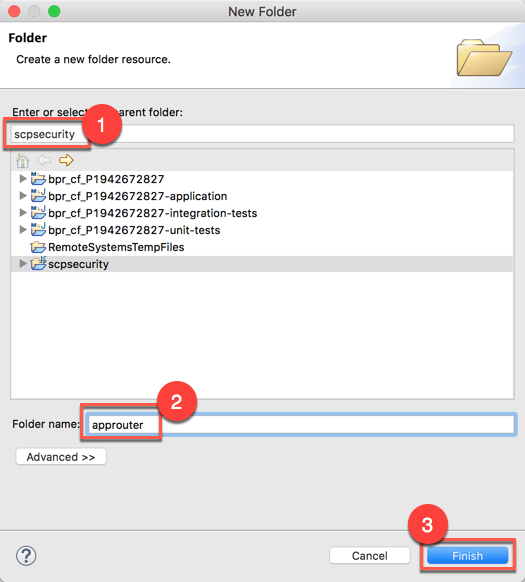 New Folder
Folder
Create a new folder resource.
Enter or select parent folder:
1
scpsecurity
bpr_cf_P1942672827
bpr_cf_P1942672827-application
bpr_cf_P1942672827-integration-tests
bpr_cf_P1942672827-unit-tests
RemoteSystemsTempFiles
scpsecurity
2
Folder name: approuter
Advanced >>
3
? Cancel Finish